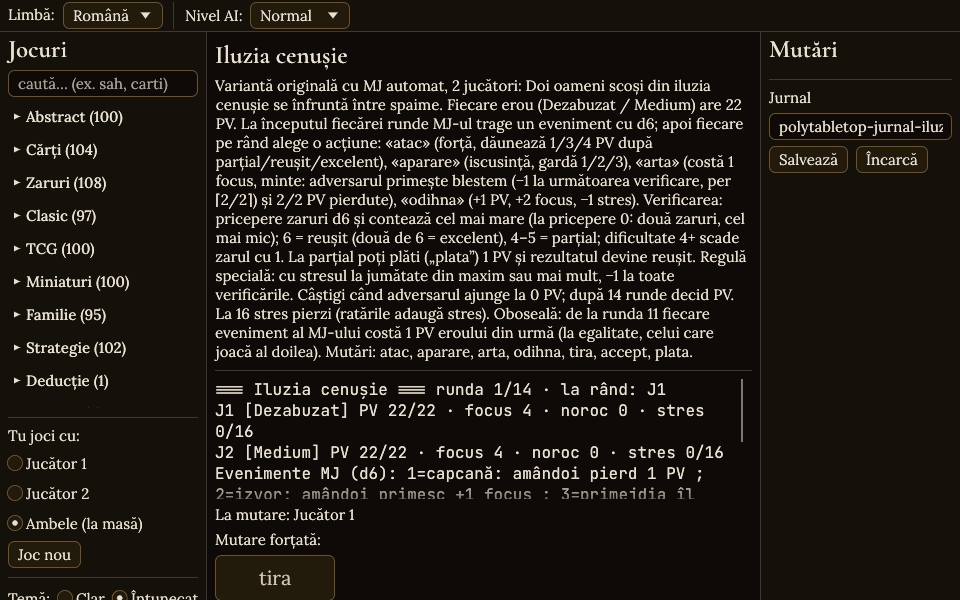 Limbă: Română ▼ Nivel AI: Normal ▼
Jocuri
caută... (ex. sah, carti)
▸ Abstract (100)
▸ Cărți (104)
▸ Zaruri (108)
▸ Clasic (97)
▸ TCG (100)
▸ Miniaturi (100)
▸ Familie (95)
▸ Strategie (102)
▸ Deducție (1)
Tu joci cu:
Jucător 1
Jucător 2
Ambele (la masă)
Joc nou
Temă: Clar Întunecat
Iluzia cenușie
Variantă originală cu MJ automat, 2 jucători: Doi oameni scoși din iluzia
cenușie se înfruntă între spaime. Fiecare erou (Dezabuzat / Medium) are 22
PV. La începutul fiecărei runde MJ-ul trage un eveniment cu d6; apoi fiecare
pe rând alege o acțiune: «atac» (forță, dăunează 1/3/4 PV după
parțial/reușit/excelent), «aparare» (iscusință, gardă 1/2/3), «arta» (costă 1
focus, minte: adversarul primește blestem (−1 la următoarea verificare, per
⌈2/2⌉) și 2/2 PV pierdute), «odihna» (+1 PV, +2 focus, −1 stres). Verificarea:
pricepere zaruri d6 și contează cel mai mare (la pricepere 0: două zaruri, cel
mai mic); 6 = reușit (două de 6 = excelent), 4–5 = parțial; dificultate 4+ scade
zarul cu 1. La parțial poți plăti („plata”) 1 PV și rezultatul devine reușit. Regulă
specială: cu stresul la jumătate din maxim sau mai mult, −1 la toate
verificările. Câștigi când adversarul ajunge la 0 PV; după 14 runde decid PV.
La 16 stres pierzi (ratările adaugă stres). Oboseală: de la runda 11 fiecare
eveniment al MJ-ului costă 1 PV eroului din urmă (la egalitate, celui care
joacă al doilea). Mutări: atac, aparare, arta, odihna, tira, accept, plata.
═══ Iluzia cenușie ═══ runda 1/14 · la rând: J1
J1 [Dezabuzat] PV 22/22 · focus 4 · noroc 0 · stres
0/16
J2 [Medium] PV 22/22 · focus 4 · noroc 0 · stres 0/16
Evenimente MJ (d6): 1=capcană: amândoi pierd 1 PV ;
2=izvor: amândoi primesc +1 focus ; 3=primejdia îl
La mutare: Jucător 1
Mutare forțată:
tira
Mutări
Jurnal
polytabletop-jurnal-iluz
Salvează Încarcă